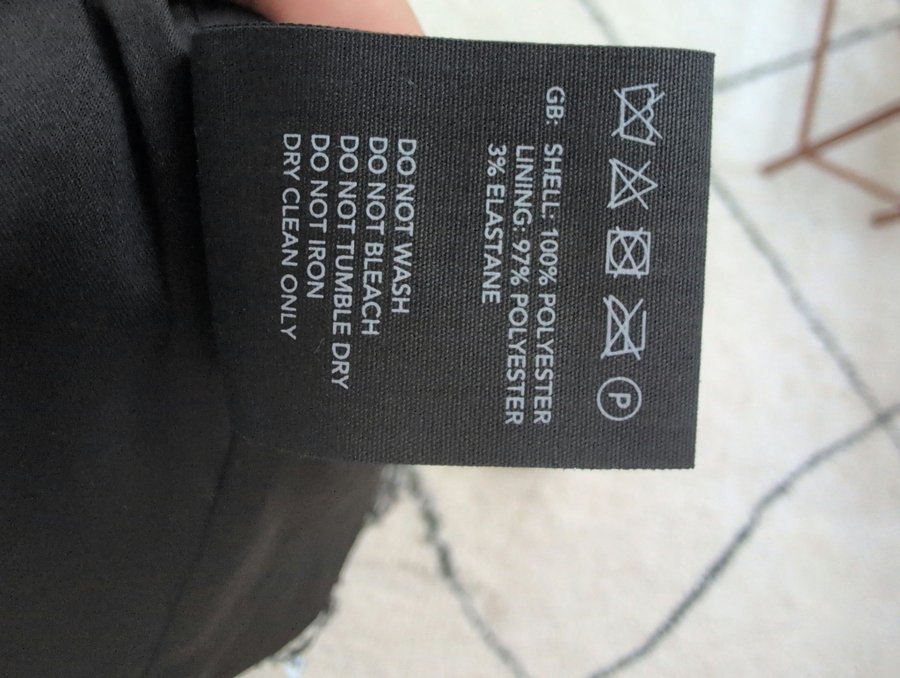 P
GB: SHELL: 100% POLYESTER
LINING: 97% POLYESTER
3% ELASTANE
DO NOT WASH
DO NOT BLEACH
DO NOT TUMBLE DRY
DO NOT IRON
DRY CLEAN ONLY